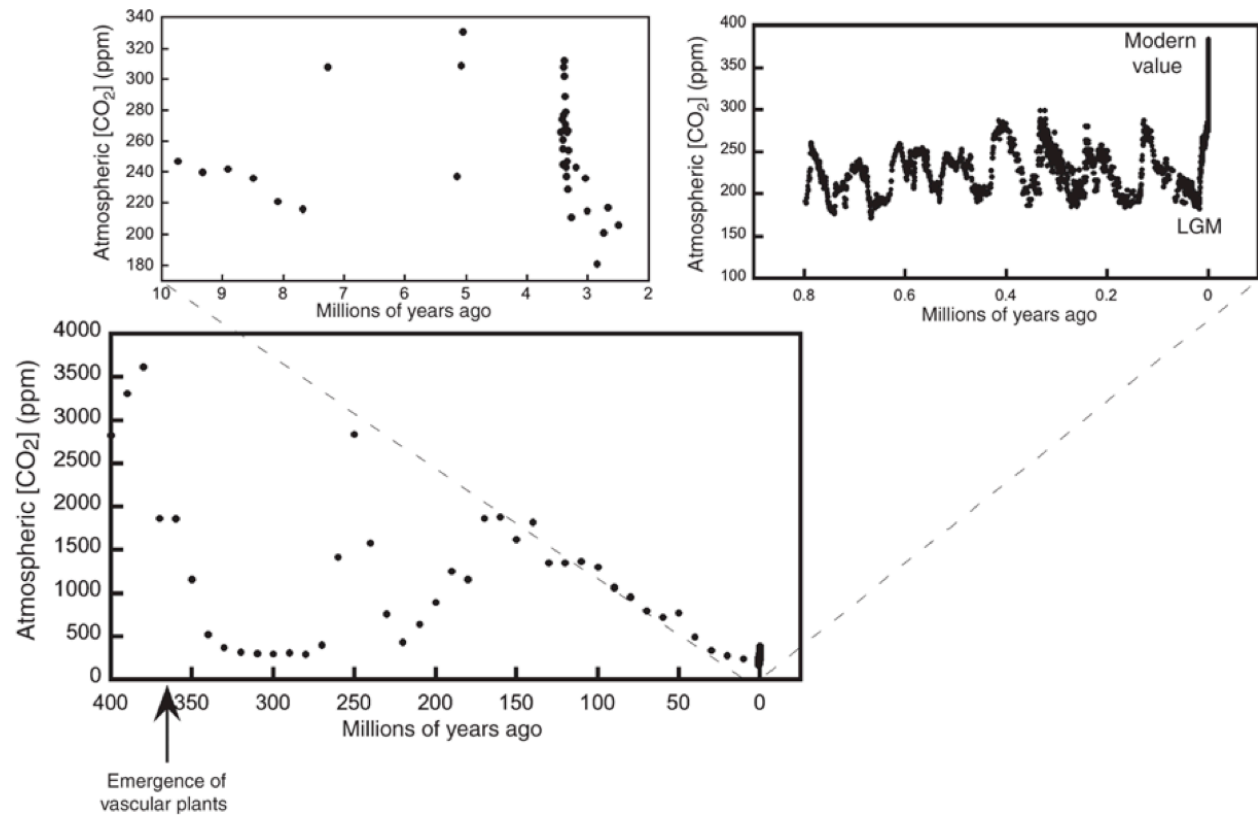 Atmospheric [CO2] (ppm)
340
320
300
280
260
240
220
200
180
10 9 8 7 6 5 4 3 2
Millions of years ago
Atmospheric [CO2] (ppm)
400
350
300
250
200
150
100
Modern
value
LGM
0.8 0.6 0.4 0.2 0
Millions of years ago
Atmospheric [CO2] (ppm)
4000
3500
3000
2500
2000
1500
1000
500
0
400 350 300 250 200 150 100 50 0
Millions of years ago
Emergence of
vascular plants